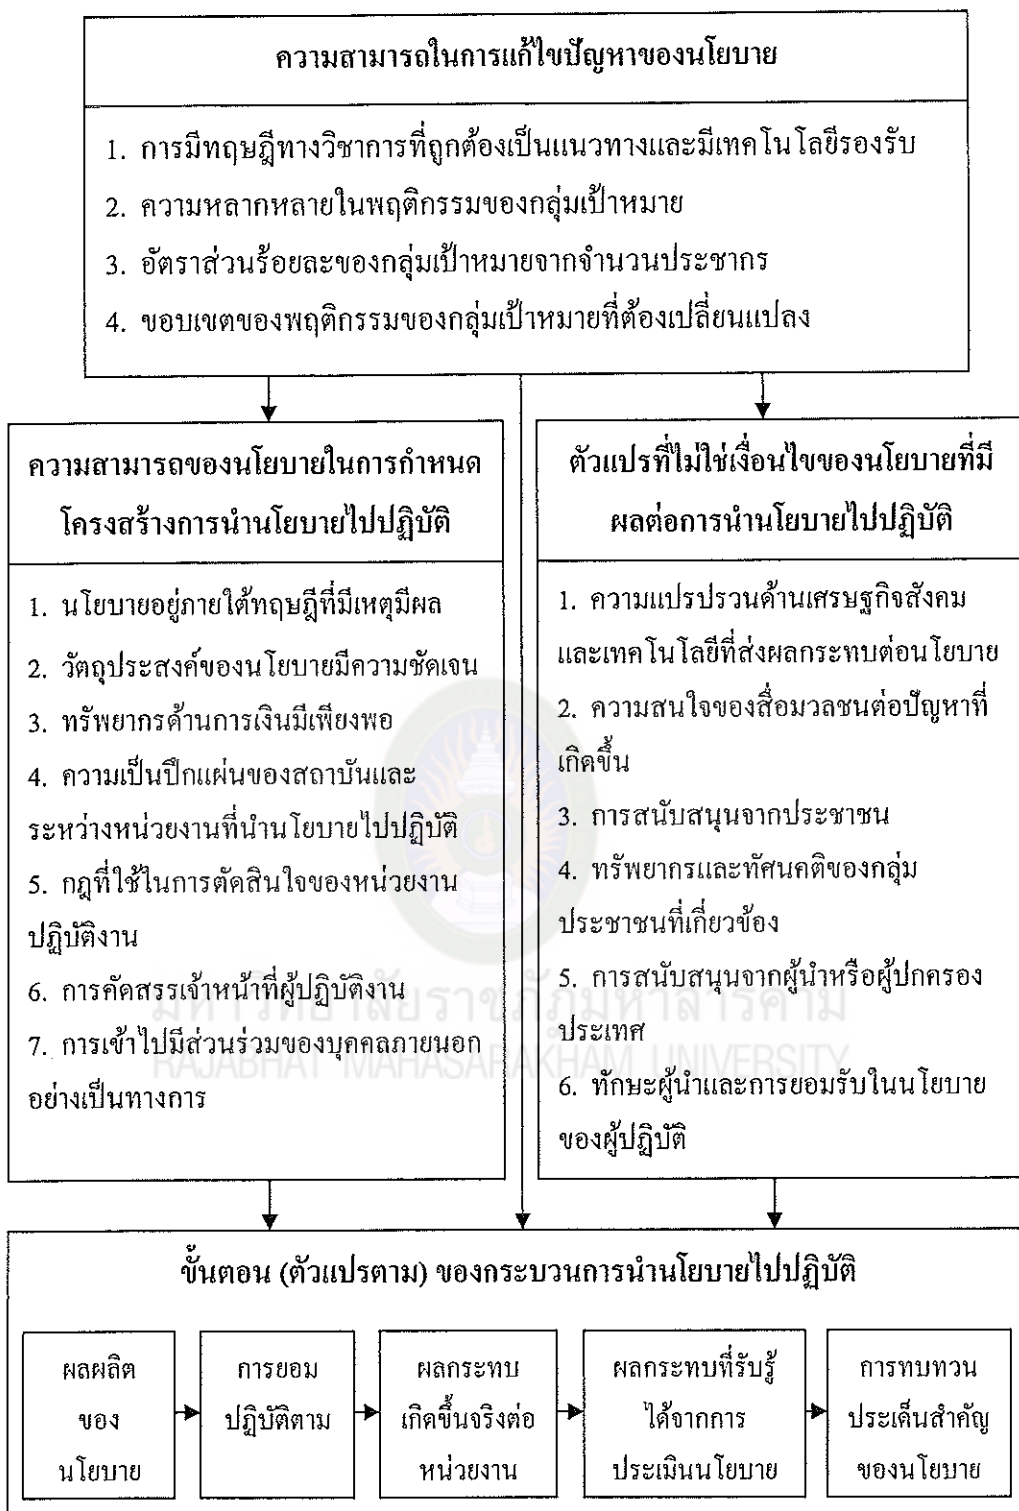 ความสามารถในการแก้ไขปัญหาของนโยบาย
1. การมีทฤษฎีทางวิชาการที่ถูกต้องเป็นแนวทางและมีเทคโนโลยีรองรับ
2. ความหลากหลายในพฤติกรรมของกลุ่มเป้าหมาย
3. อัตราส่วนร้อยละของกลุ่มเป้าหมายจากจำนวนประชากร
4. ขอบเขตของพฤติกรรมของกลุ่มเป้าหมายที่ต้องเปลี่ยนแปลง
ความสามารถของนโยบายในการกำหนด
โครงสร้างการนำนโยบายไปปฏิบัติ
1. นโยบายอยู่ภายใต้ทฤษฎีที่มีเหตุมีผล
2. วัตถุประสงค์ของนโยบายมีความชัดเจน
3. ทรัพยากรด้านการเงินมีเพียงพอ
4. ความเป็นปึกแผ่นของสถาบันและ
ระหว่างหน่วยงานที่นำนโยบายไปปฏิบัติ
5. กฎที่ใช้ในการตัดสินใจของหน่วยงาน
ปฏิบัติงาน
6. การคัดสรรเจ้าหน้าที่ผู้ปฏิบัติงาน
7. การเข้าไปมีส่วนร่วมของบุคคลภายนอก
อย่างเป็นทางการ
ตัวแปรที่ไม่ใช่เงื่อนไขของนโยบายที่มี
ผลต่อการนำนโยบายไปปฏิบัติ
1. ความแปรปรวนด้านเศรษฐกิจสังคม
และเทคโนโลยีที่ส่งผลกระทบต่อนโยบาย
2. ความสนใจของสื่อมวลชนต่อปัญหาที่
เกิดขึ้น
3. การสนับสนุนจากประชาชน
4. ทรัพยากรและทัศนคติของกลุ่ม
ประชาชนที่เกี่ยวข้อง
5. การสนับสนุนจากผู้นำหรือผู้ปกครอง
ประเทศ
6. ทักษะผู้นำและการยอมรับในนโยบาย
ของผู้ปฏิบัติ
มหาวิทยาลัยราชภัฏมหาสารคาม
RAJABHAT MAHASARAKHAM UNIVERSITY
ขั้นตอน (ตัวแปรตาม) ของกระบวนการนำนโยบายไปปฏิบัติ
ผลผลิต
ของ
นโยบาย
การยอม
ปฏิบัติตาม
ผลกระทบ
เกิดขึ้นจริงต่อ
หน่วยงาน
ผลกระทบที่รับรู้
ได้จากการ
ประเมินนโยบาย
การทบทวน
ประเด็นสำคัญ
ของนโยบาย